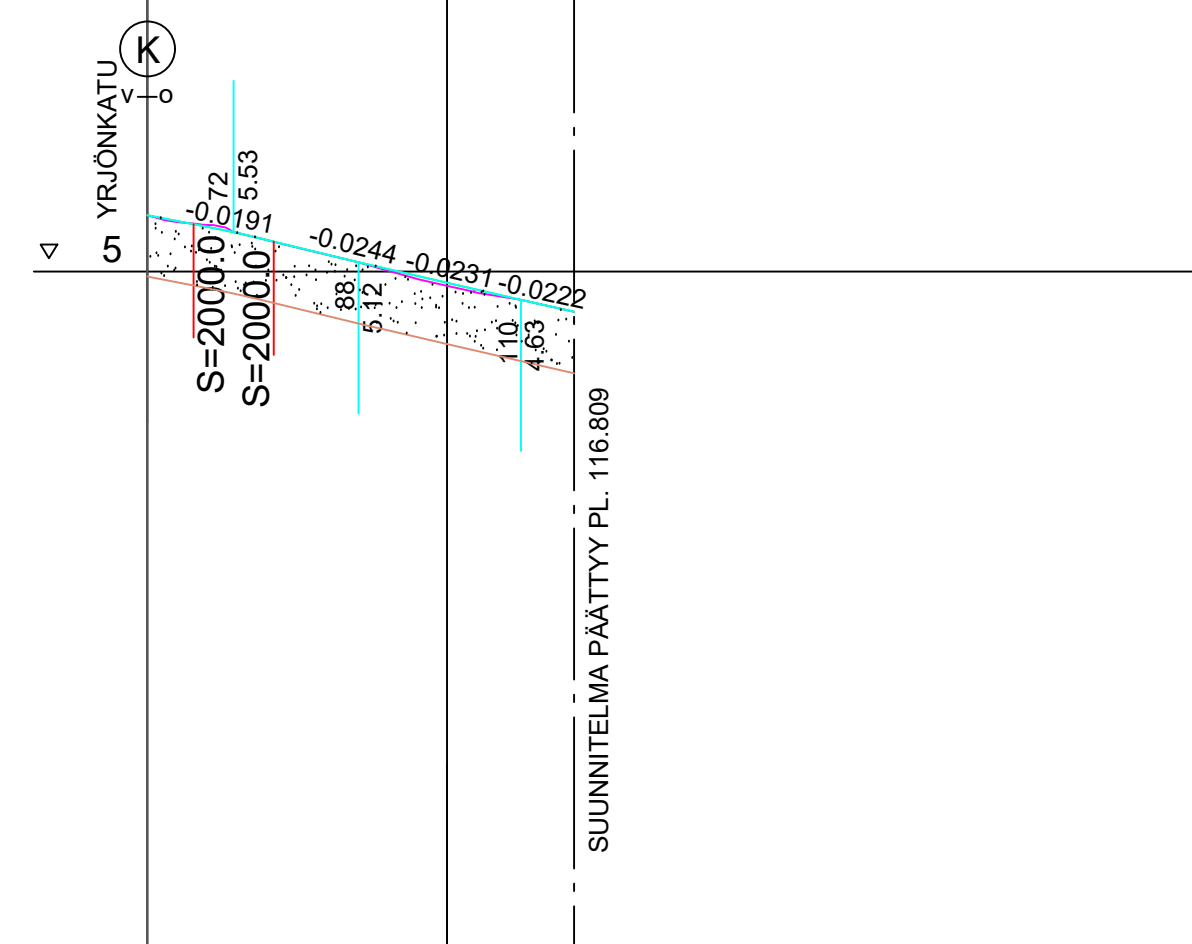 K
v—o
YRJÖNKATU
72
5.53
-0.0191
-0.0244
-0.0231
-0.0222
5
S=2000.0
S=2000.0
88
5.12
110
4.63
SUUNNITELMA PÄÄTTYY PL. 116.809